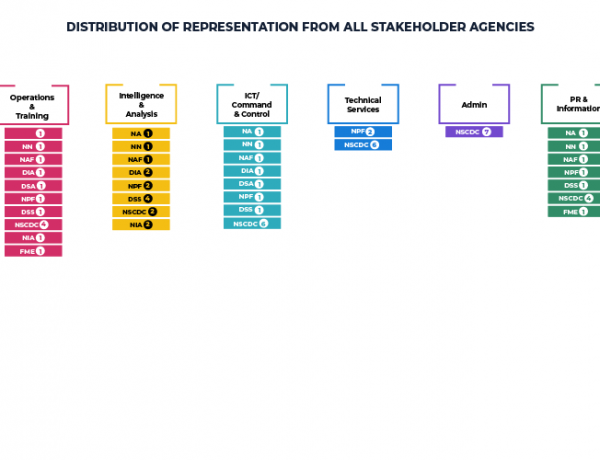 DISTRIBUTION OF REPRESENTATION FROM ALL STAKEHOLDER AGENCIES
Operations
&
Training
1
NN 1
NAF 1
DIA 1
DSA 1
NPF 1
DSS 1
NSCDC 4
NIA 1
FME 1
Intelligence
&
Analysis
NA 1
NN 1
NAF 1
DIA 2
NPF 2
DSS 4
NSCDC 2
NIA 2
ICT/
Command
& Control
NA 1
NN 1
NAF 1
DIA 1
DSA 1
NPF 1
DSS 1
NSCDC 6
Technical
Services
NPF 2
NSCDC 6
Admin
NSCDC 7
PR &
Information
NA 1
NN 1
NAF 1
NPF 1
DSS 1
NSCDC 4
FME 1